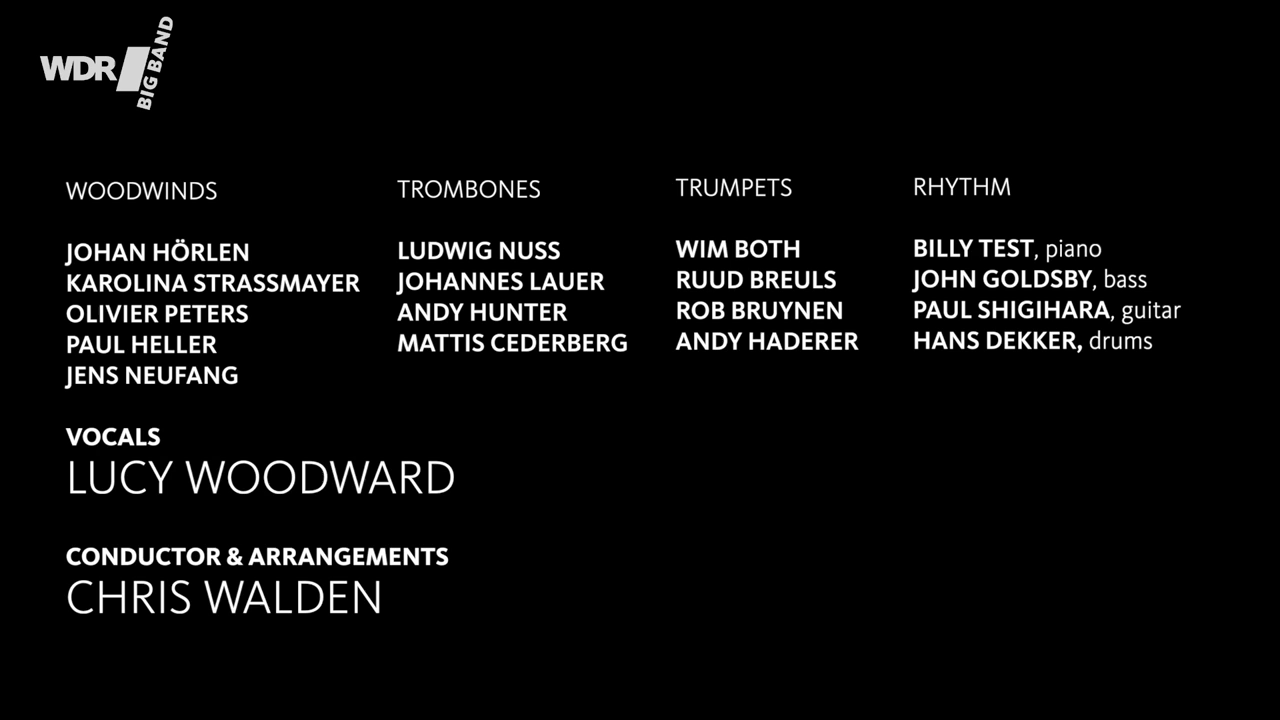 WDR BIG BAND
WOODWINDS
JOHAN HÖRLEN
KAROLINA STRASSMAYER
OLIVIER PETERS
PAUL HELLER
JENS NEUFANG
TROMBONES
LUDWIG NUSS
JOHANNES LAUER
ANDY HUNTER
MATTIS CEDERBERG
TRUMPETS
WIM BOTH
RUUD BREULS
ROB BRUYNEN
ANDY HADERER
RHYTHM
BILLY TEST, piano
JOHN GOLDSBY, bass
PAUL SHIGIHARA, guitar
HANS DEKKER, drums
VOCALS
LUCY WOODWARD
CONDUCTOR & ARRANGEMENTS
CHRIS WALDEN